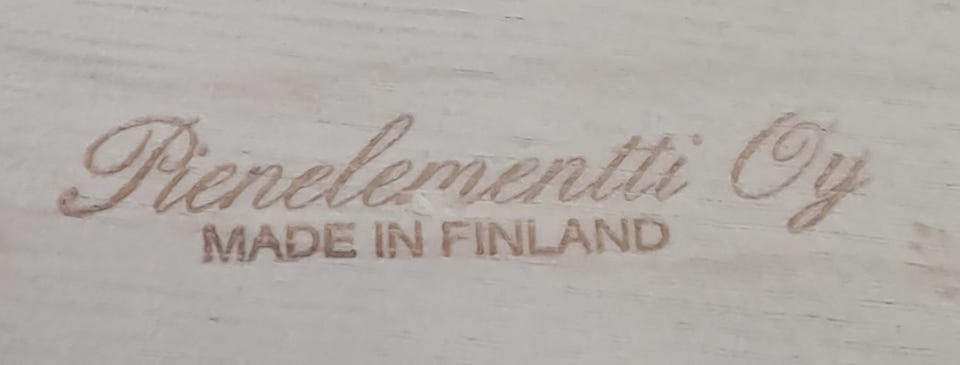 Pienelementti Oy
MADE IN FINLAND